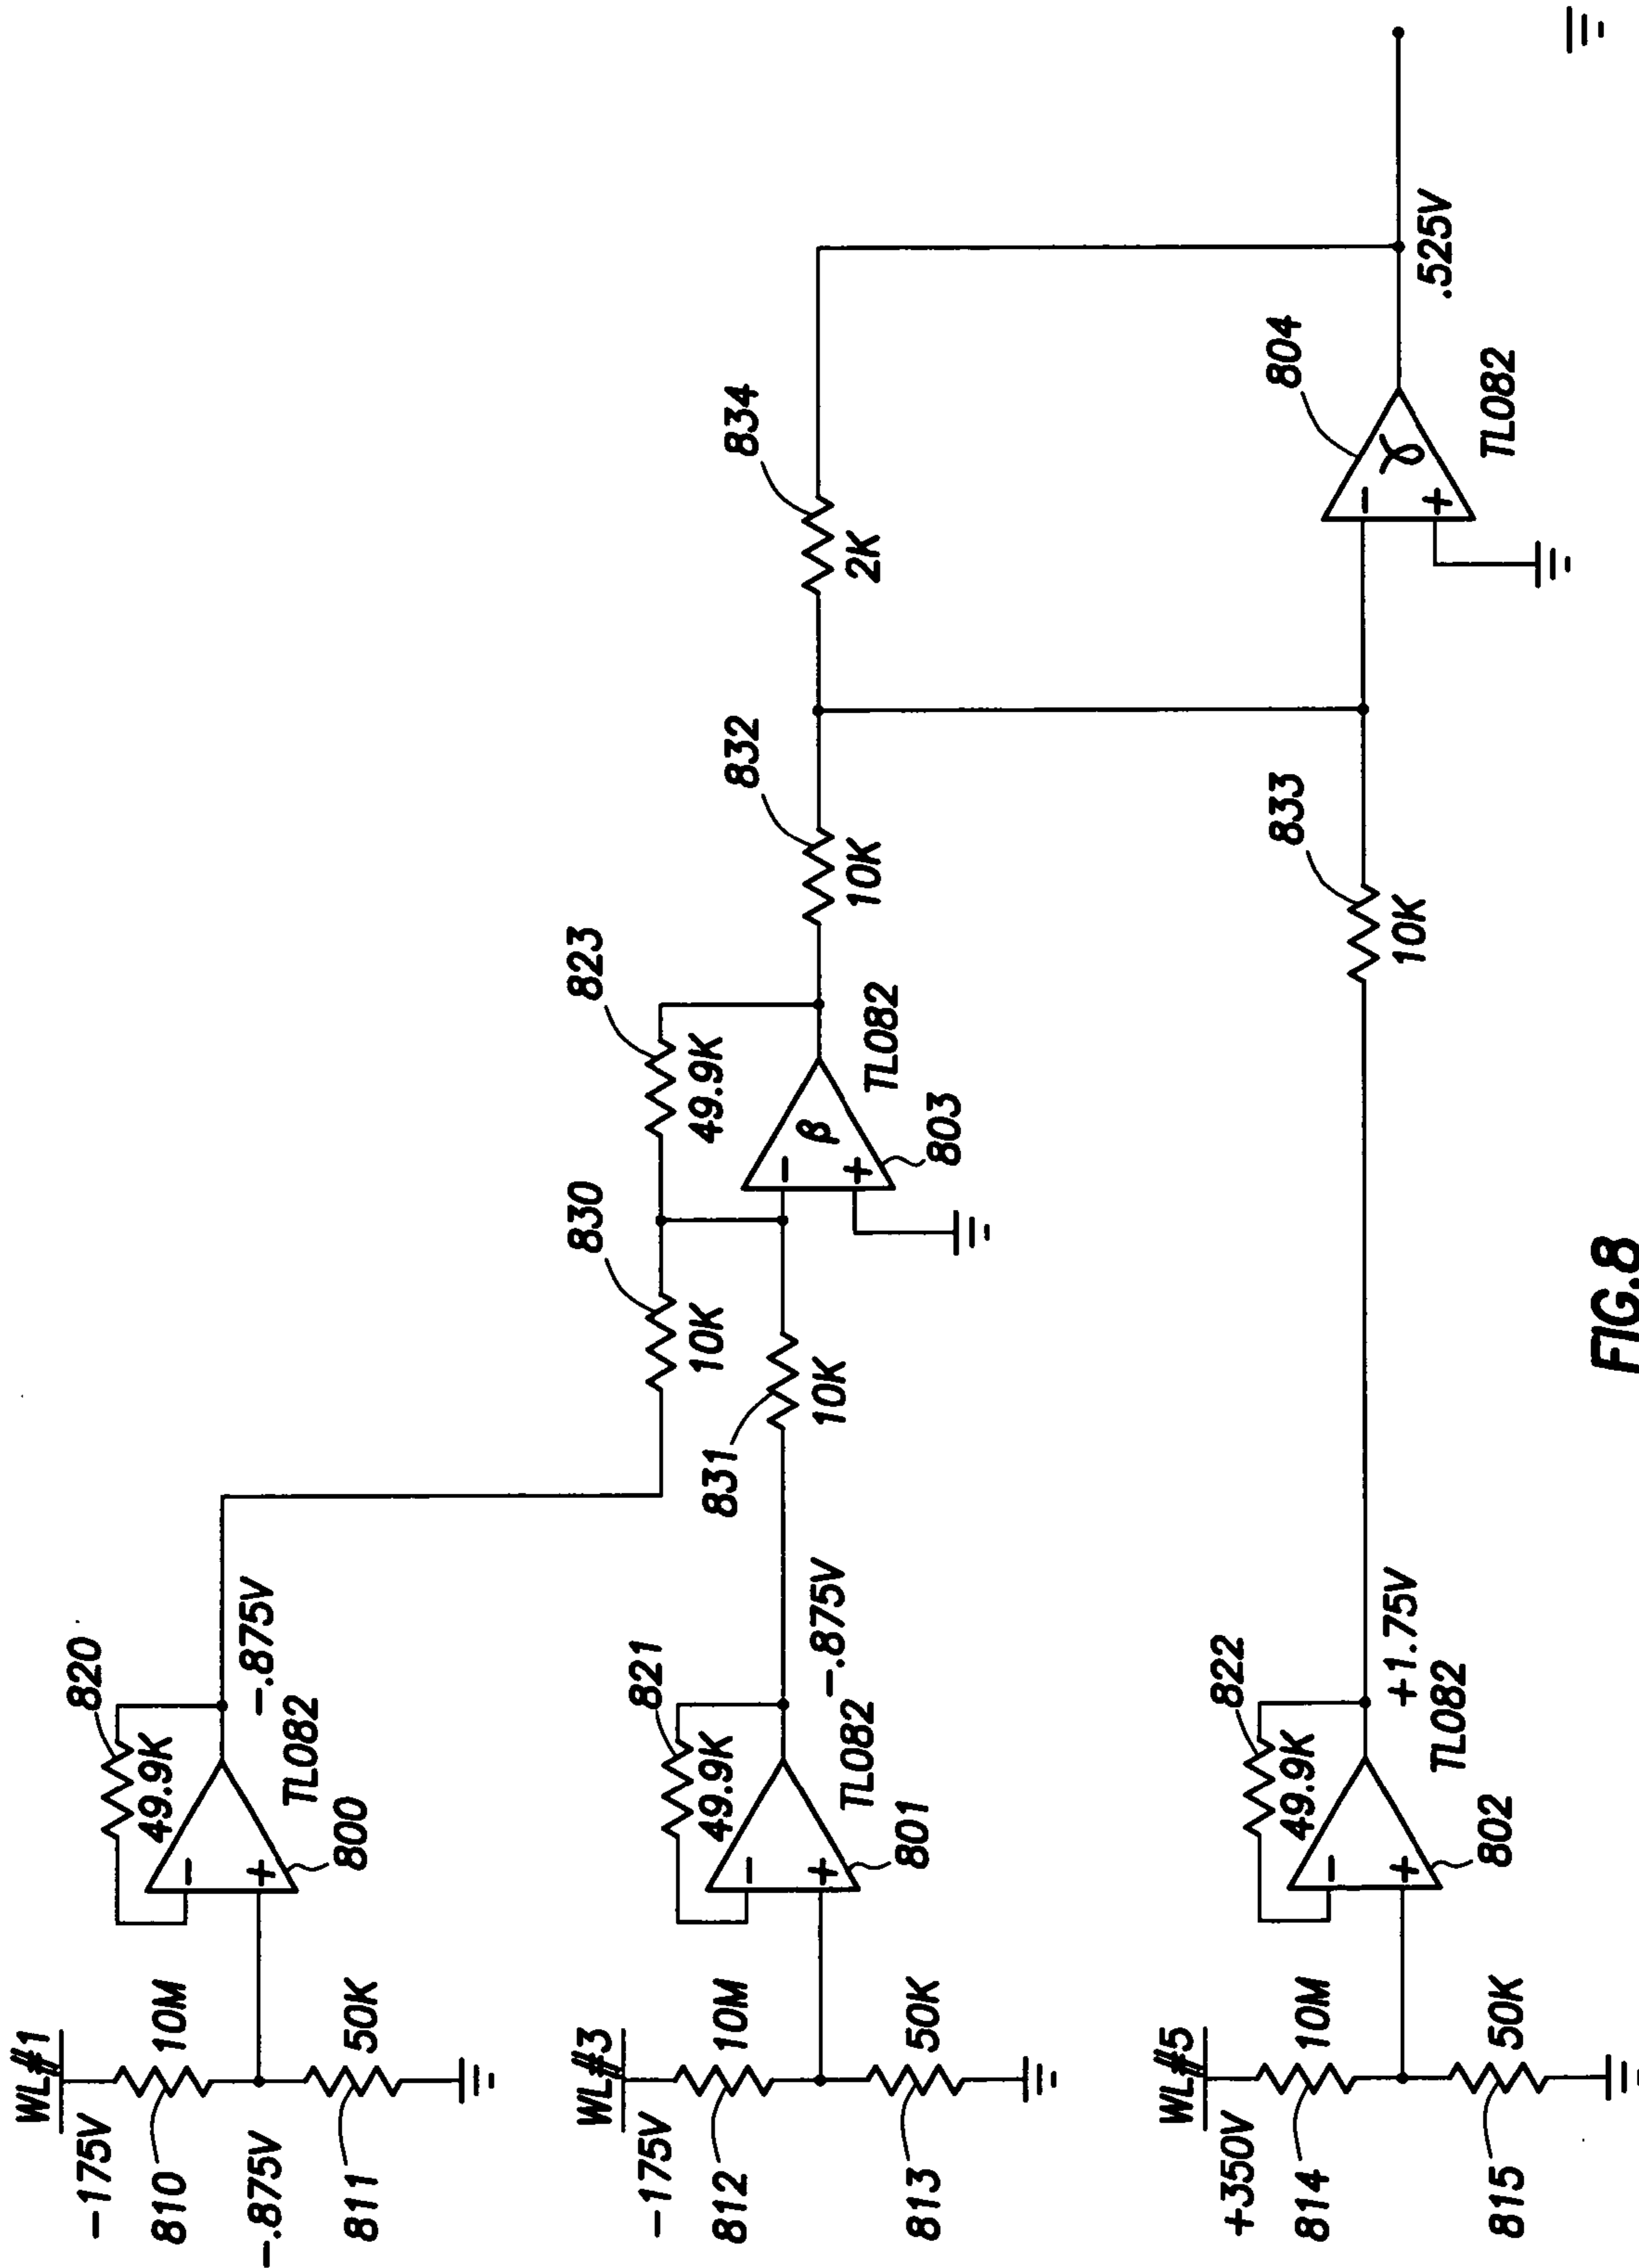 WL#1
-175V
810
10M
-.875V
811
50K
820
49.9K
-.875V
TL082
800
WL#3
-175V
812
10M
813
50K
821
49.9K
-.875V
TL082
801
830
10K
831
10K
823
49.9K
β
TL082
803
832
10K
834
2K
WL#5
+350V
814
10M
815
50K
822
49.9K
+1.75V
TL082
802
833
10K
804
γ
TL082
.525V
- +
- +
- +
- +
- +
FIG.8